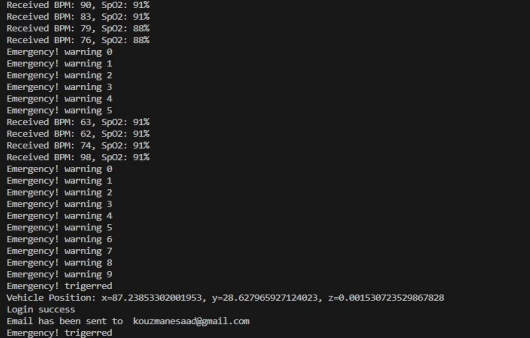 Received BPM: 90, SpO2: 91%
Received BPM: 83, SpO2: 91%
Received BPM: 79, SpO2: 88%
Received BPM: 76, SpO2: 88%
Emergency! warning 0
Emergency! warning 1
Emergency! warning 2
Emergency! warning 3
Emergency! warning 4
Emergency! warning 5
Received BPM: 63, SpO2: 91%
Received BPM: 62, SpO2: 91%
Received BPM: 74, SpO2: 91%
Received BPM: 98, SpO2: 91%
Emergency! warning 0
Emergency! warning 1
Emergency! warning 2
Emergency! warning 3
Emergency! warning 4
Emergency! warning 5
Emergency! warning 6
Emergency! warning 7
Emergency! warning 8
Emergency! warning 9
Emergency! trigerred
Vehicle Position: x=87.23853302001953, y=28.627965927124023, z=0.001530723529867828
Login success
Email has been sent to  kouzmanesaad@gmail.com
Emergency! trigerred